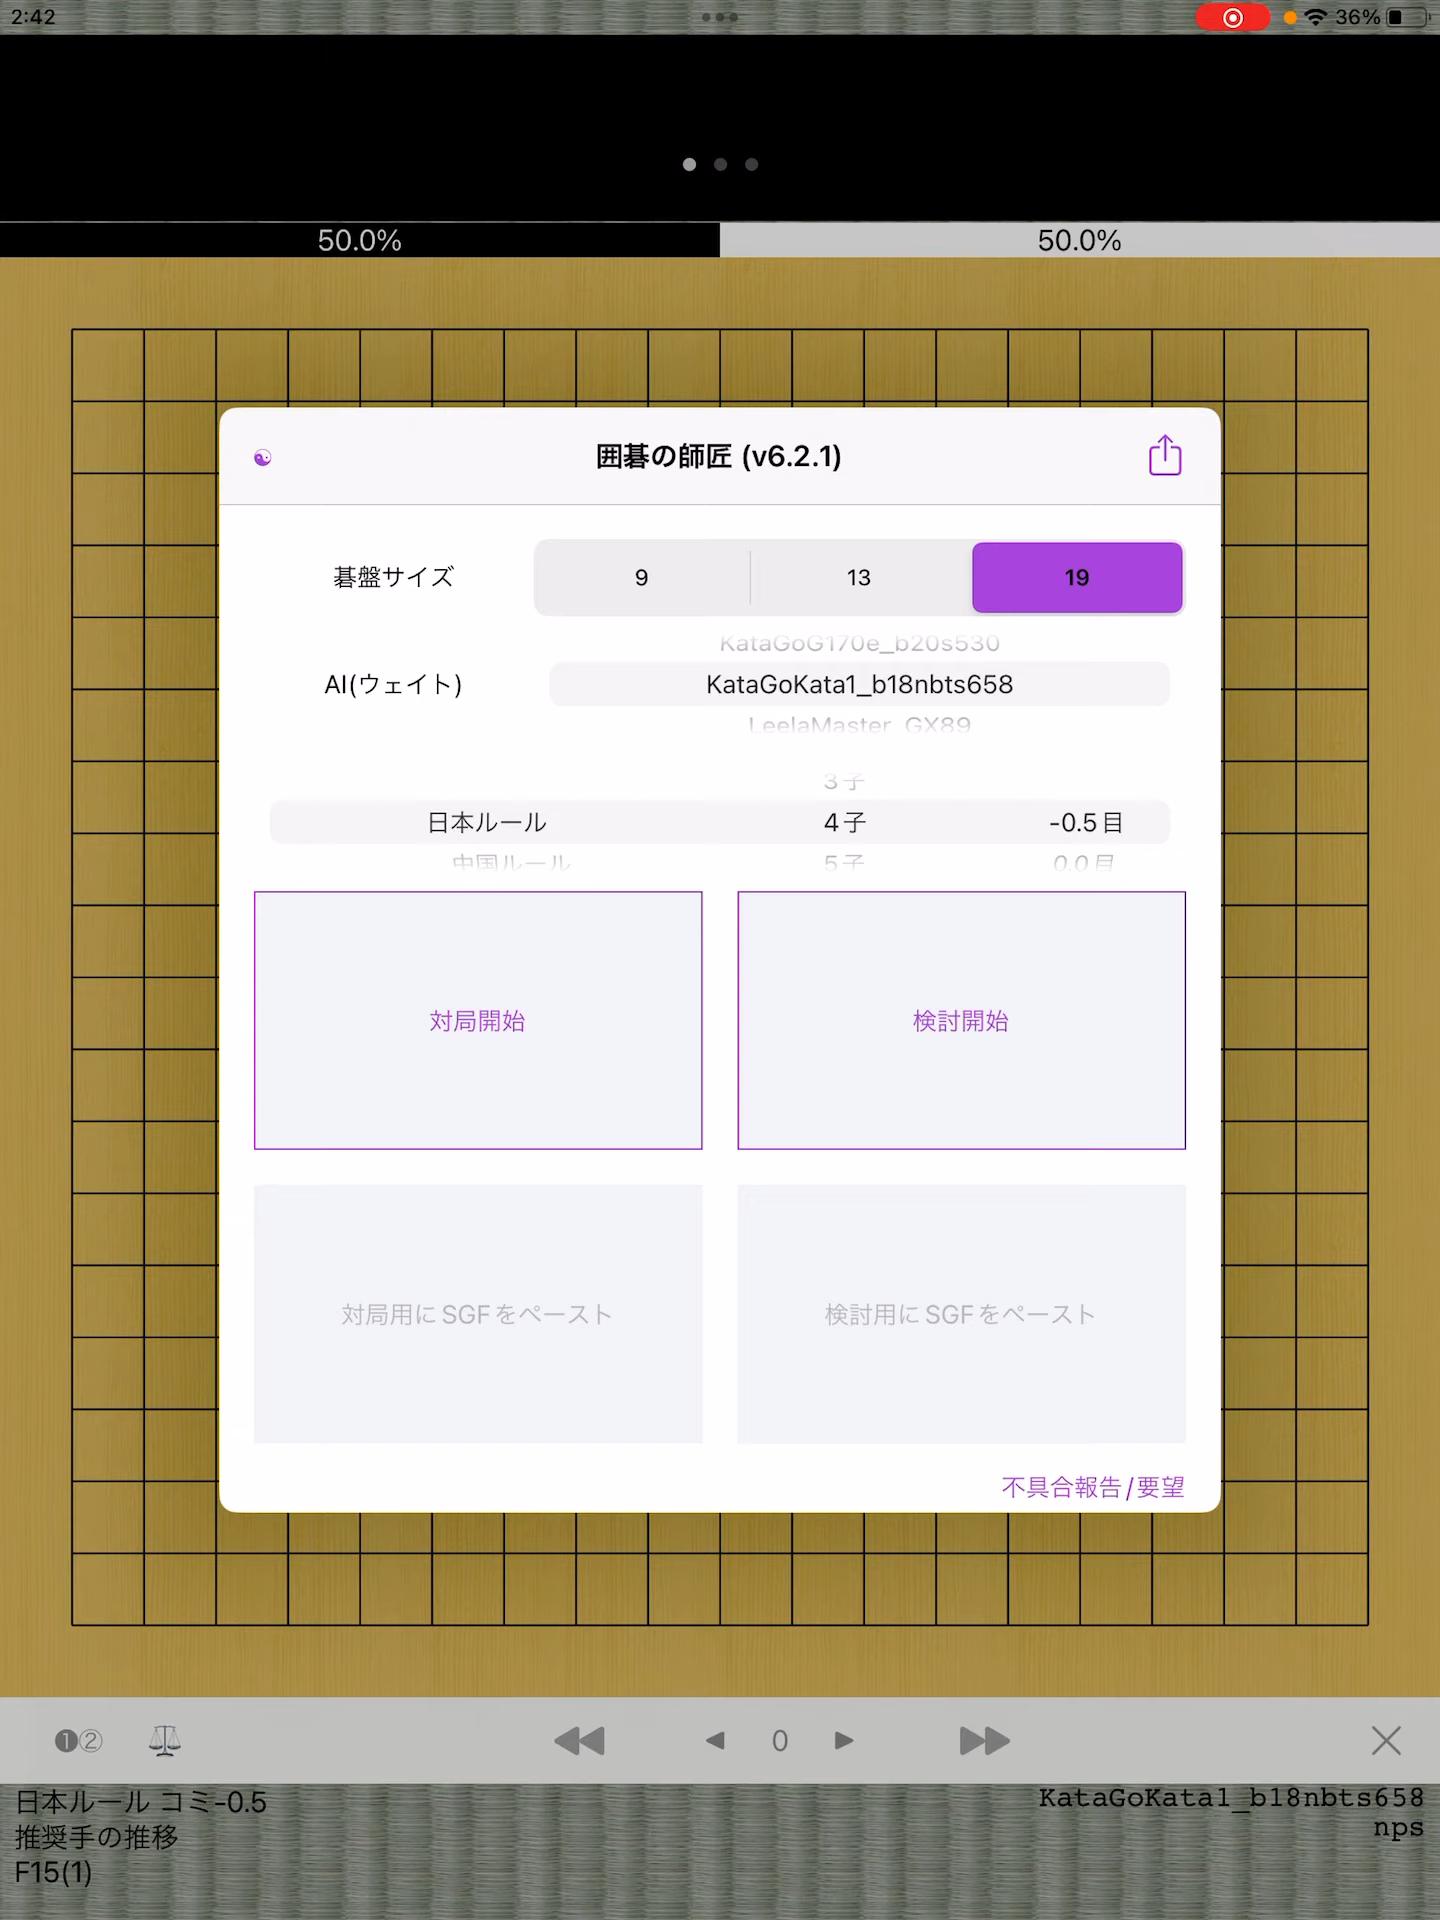 2:42
36%
50.0%
50.0%
囲碁の師匠 (v6.2.1)
碁盤サイズ
9
13
19
KataGoG170e_b20s530
AI(ウェイト)
KataGoKata1_b18nbts658
LeelaMaster_GX89
3子
日本ルール
4子
-0.5目
中国ルール
5子
0.0目
対局開始
検討開始
対局用にSGFをペースト
検討用にSGFをペースト
不具合報告/要望
❶②
0
日本ルール コミ-0.5
KataGoKata1_b18nbts658
推奨手の推移
nps
F15(1)